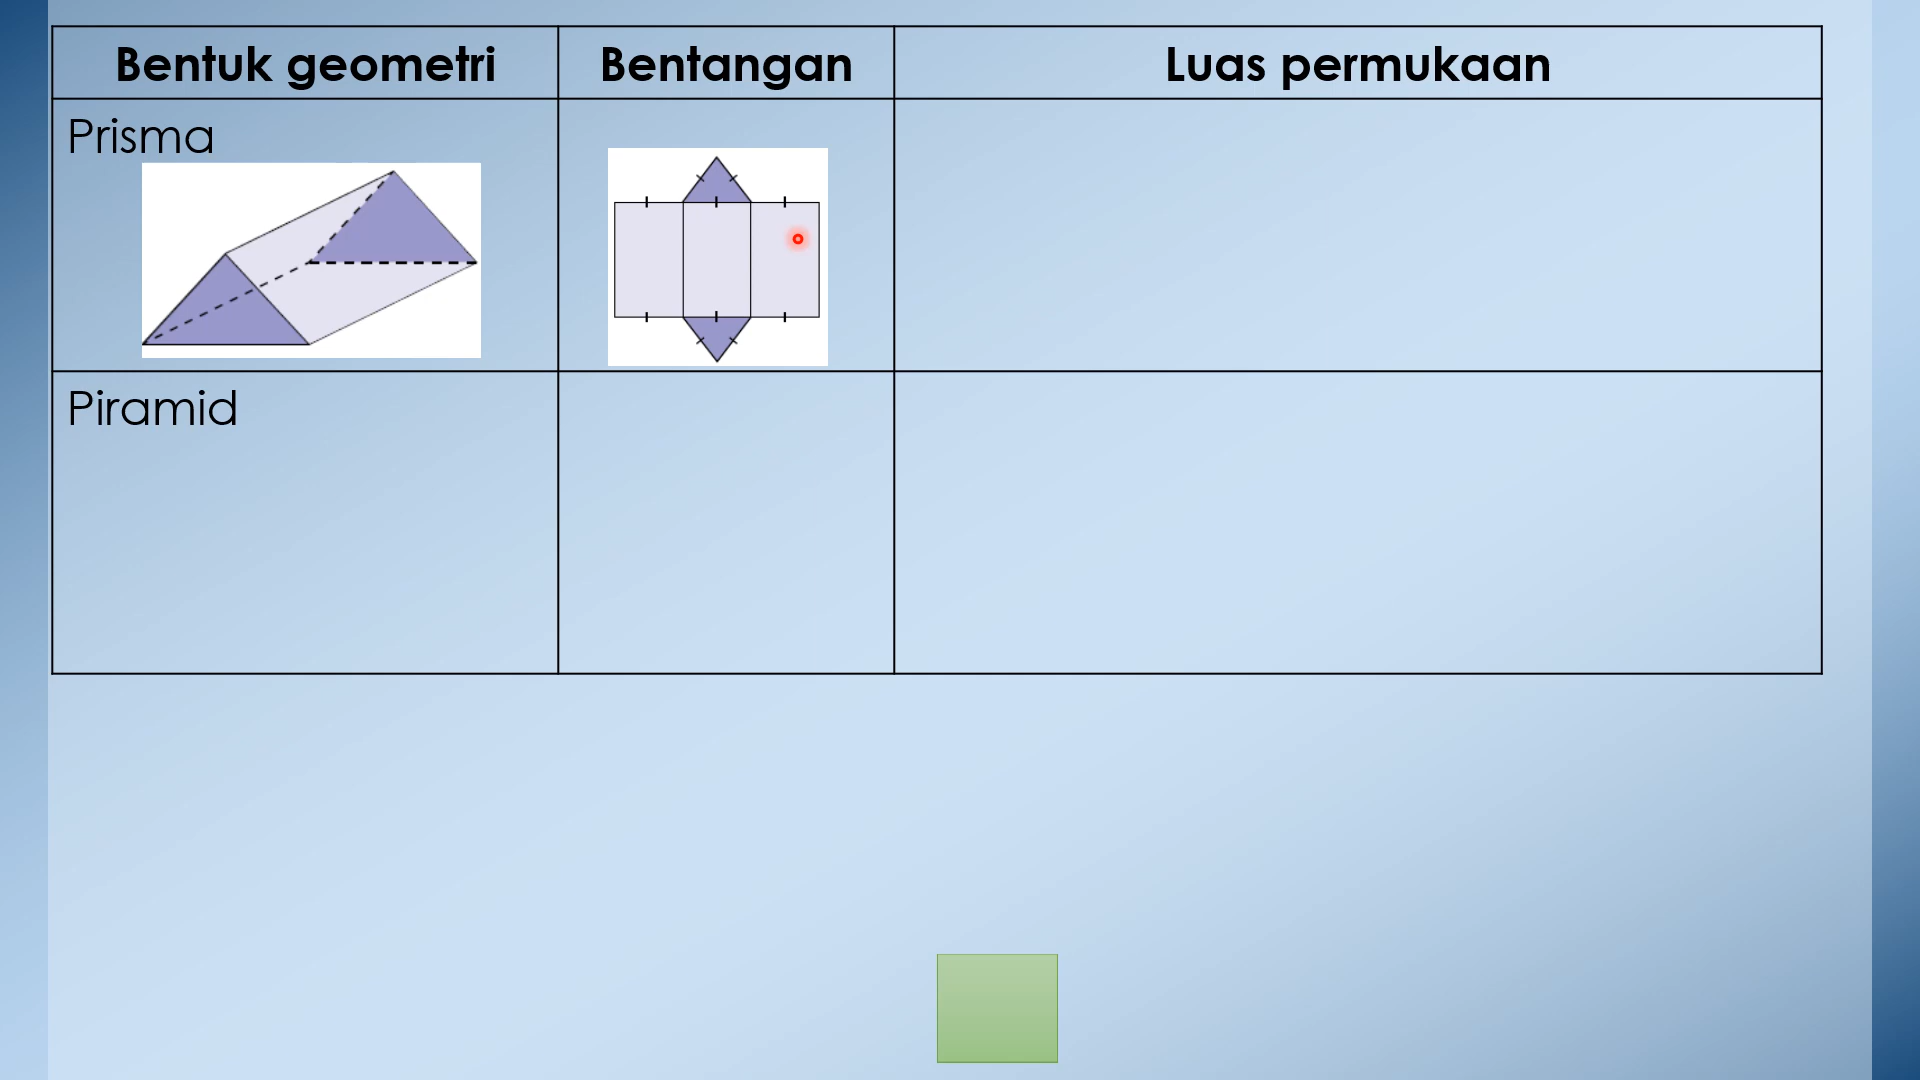 Bentuk geometri
Bentangan
Luas permukaan
Prisma
Piramid